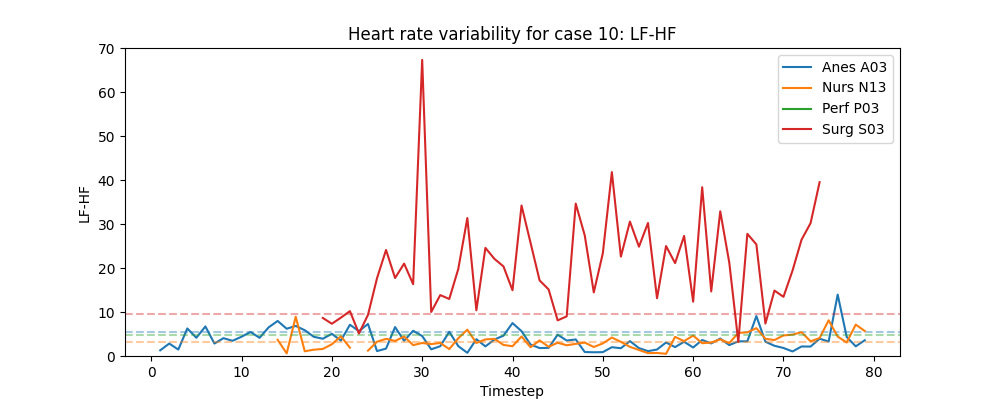 Heart rate variability for case 10: LF-HF
70
60
50
40
30
20
10
0
LF-HF
Anes A03
Nurs N13
Perf P03
Surg S03
0 10 20 30 40 50 60 70 80
Timestep